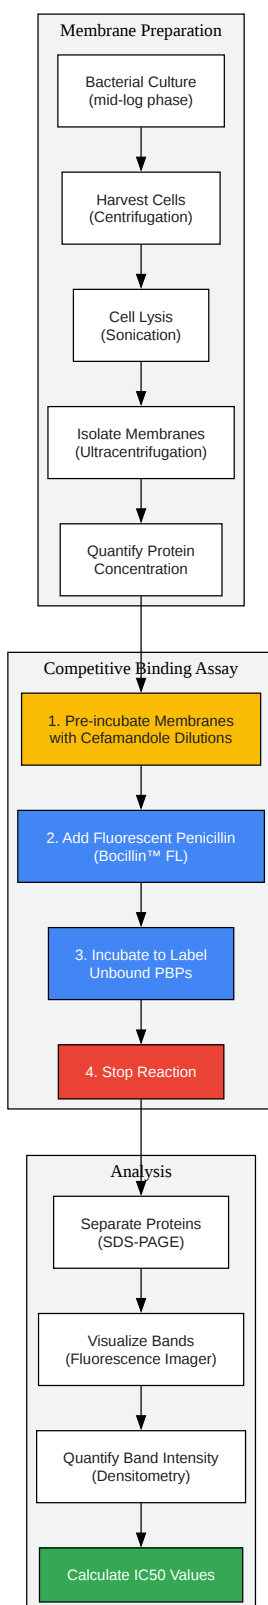 Membrane Preparation
Bacterial Culture
(mid-log phase)
Harvest Cells
(Centrifugation)
Cell Lysis
(Sonication)
Isolate Membranes
(Ultracentrifugation)
Quantify Protein
Concentration
Competitive Binding Assay
1. Pre-incubate Membranes
with Cefamandole Dilutions
2. Add Fluorescent Penicillin
(Bocillin™ FL)
3. Incubate to Label
Unbound PBPs
4. Stop Reaction
Analysis
Separate Proteins
(SDS-PAGE)
Visualize Bands
(Fluorescence Imager)
Quantify Band Intensity
(Densitometry)
Calculate IC50 Values